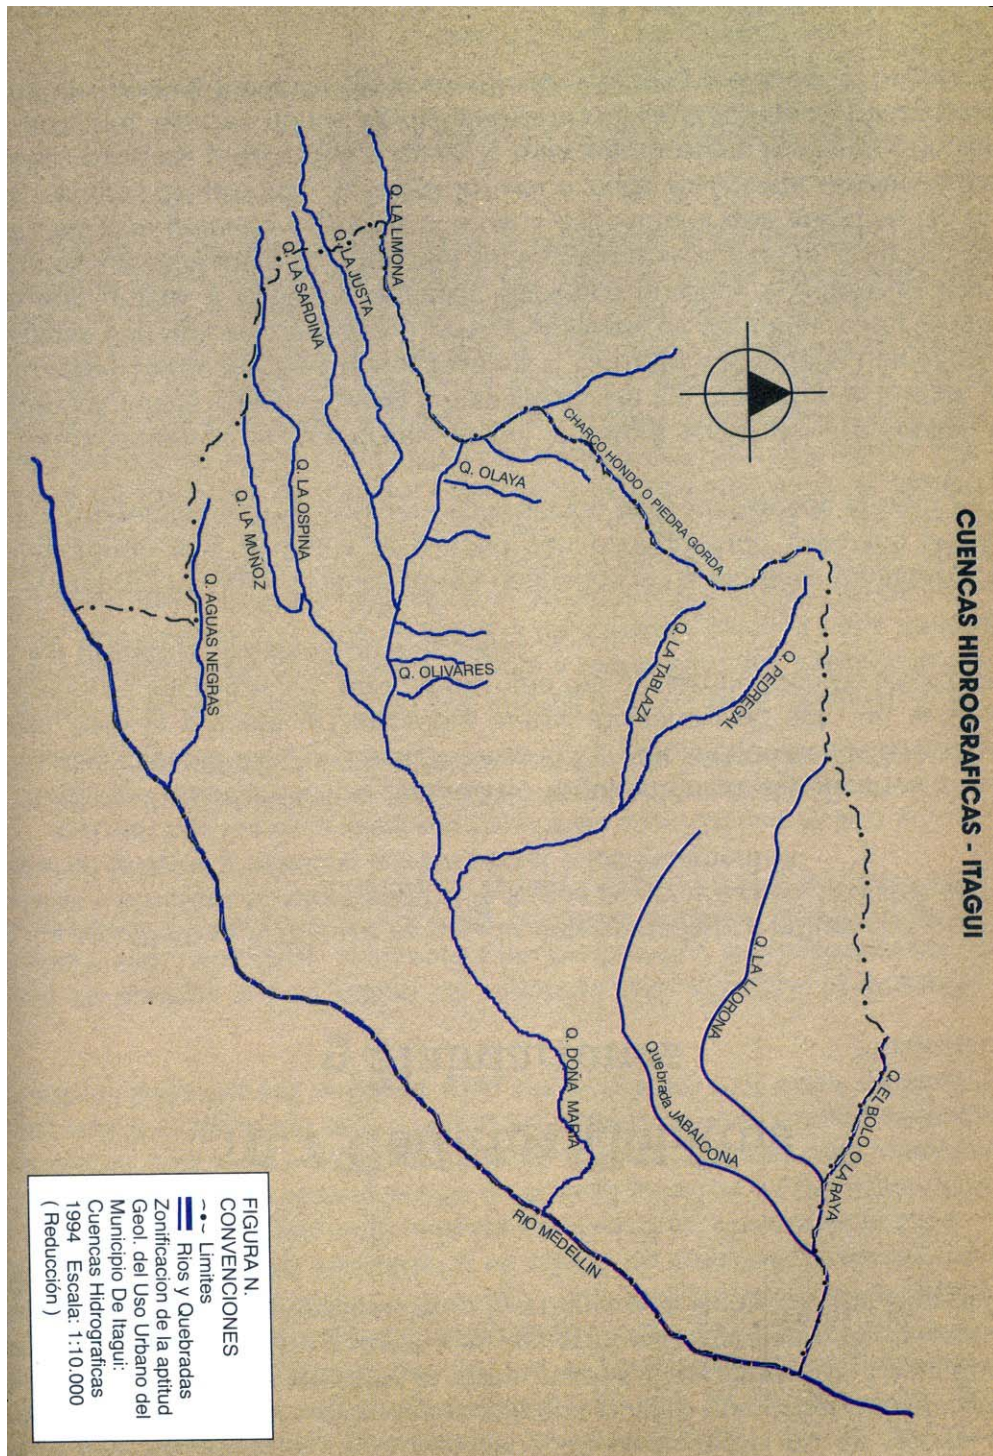 CUENCAS HIDROGRAFICAS - ITAGUI
Q. LA LIMONA
Q. LA JUSTA
Q. LA SARDINA
CHARCO HONDO O PIEDRA GORDA
Q. OLAYA
Q. LA OSPINA
Q. LA MUÑOZ
Q. AGUAS NEGRAS
Q. OLIVARES
Q. LA TABLAZA
Q. PEDREGAL
Q. LA LLORONA
Quebrada JABALCONA
Q. EL BOLO O LA RAYA
Q. DOÑA MARIA
RIO MEDELLIN
FIGURA N.
CONVENCIONES
Limites
Rios y Quebradas
Zonificacion de la aptitud
Geol. del Uso Urbano del
Municipio De Itagui:
Cuencas Hidrograficas
1994 Escala: 1:10.000
( Reducción )